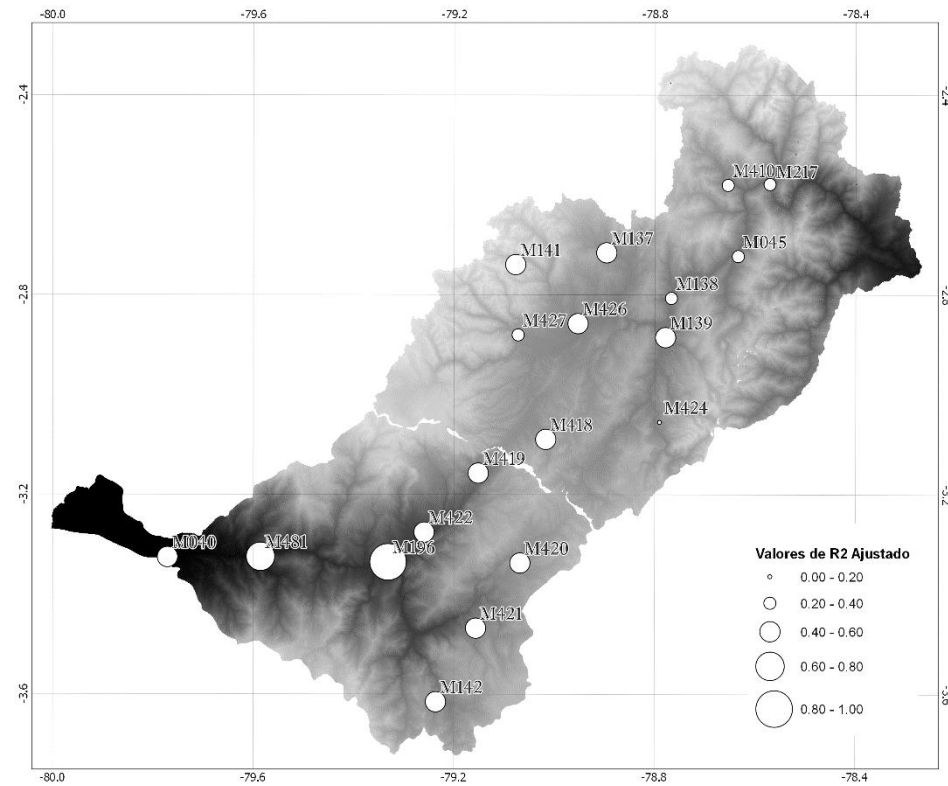 -80.0 -79.6 -79.2 -78.8 -78.4
-2.4
M410 M217
M137
M141
M045
M138
-2.8
M426
M427
M139
M424
M418
M419
-3.2
M422
M040 M481 M196 M420
Valores de R2 Ajustado
0.00 - 0.20
0.20 - 0.40
M421
0.40 - 0.60
0.60 - 0.80
M142
-3.6
0.80 - 1.00
-80.0 -79.6 -79.2 -78.8 -78.4